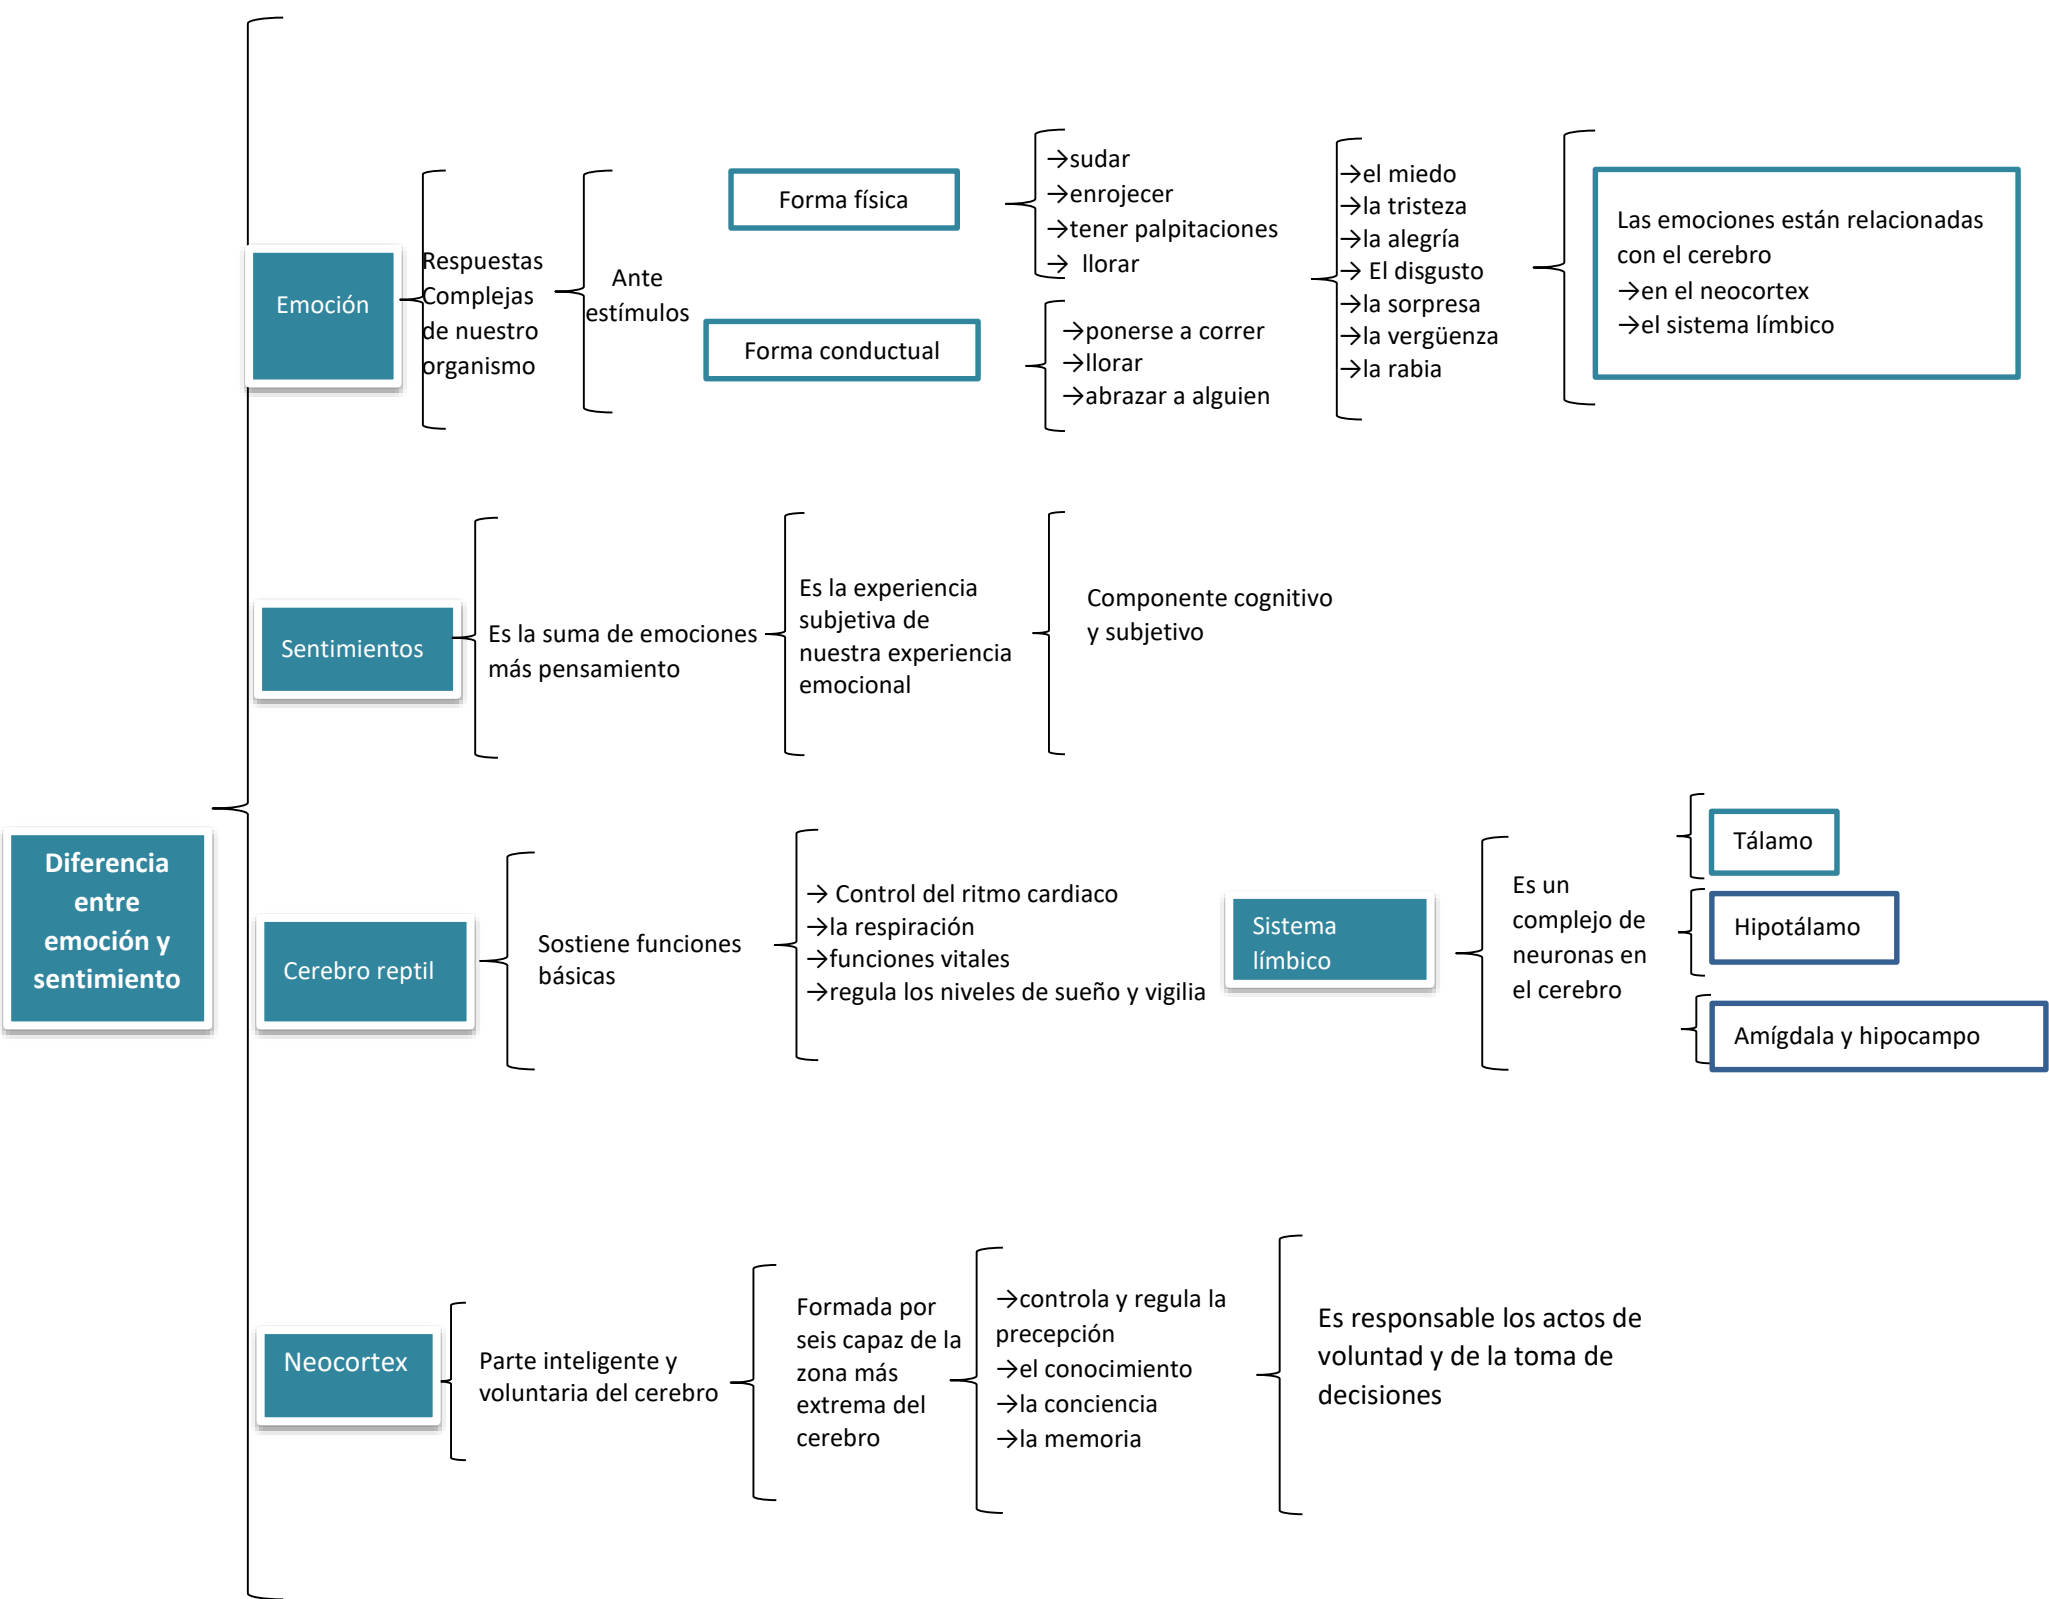 Diferencia
entre
emoción y
sentimiento
Emoción
Respuestas
Complejas
de nuestro
organismo
Ante
estímulos
Forma física
→sudar
→enrojecer
→tener palpitaciones
→ llorar
Forma conductual
→ponerse a correr
→llorar
→abrazar a alguien
→el miedo
→la tristeza
→la alegría
→ El disgusto
→la sorpresa
→la vergüenza
→la rabia
Las emociones están relacionadas
con el cerebro
→en el neocortex
→el sistema límbico
Sentimientos
Es la suma de emociones
más pensamiento
Es la experiencia
subjetiva de
nuestra experiencia
emocional
Componente cognitivo
y subjetivo
Cerebro reptil
Sostiene funciones
básicas
→ Control del ritmo cardiaco
→la respiración
→funciones vitales
→regula los niveles de sueño y vigilia
Sistema
límbico
Es un
complejo de
neuronas en
el cerebro
Tálamo
Hipotálamo
Amígdala y hipocampo
Neocortex
Parte inteligente y
voluntaria del cerebro
Formada por
seis capaz de la
zona más
extrema del
cerebro
→controla y regula la
precepción
→el conocimiento
→la conciencia
→la memoria
Es responsable los actos de
voluntad y de la toma de
decisiones